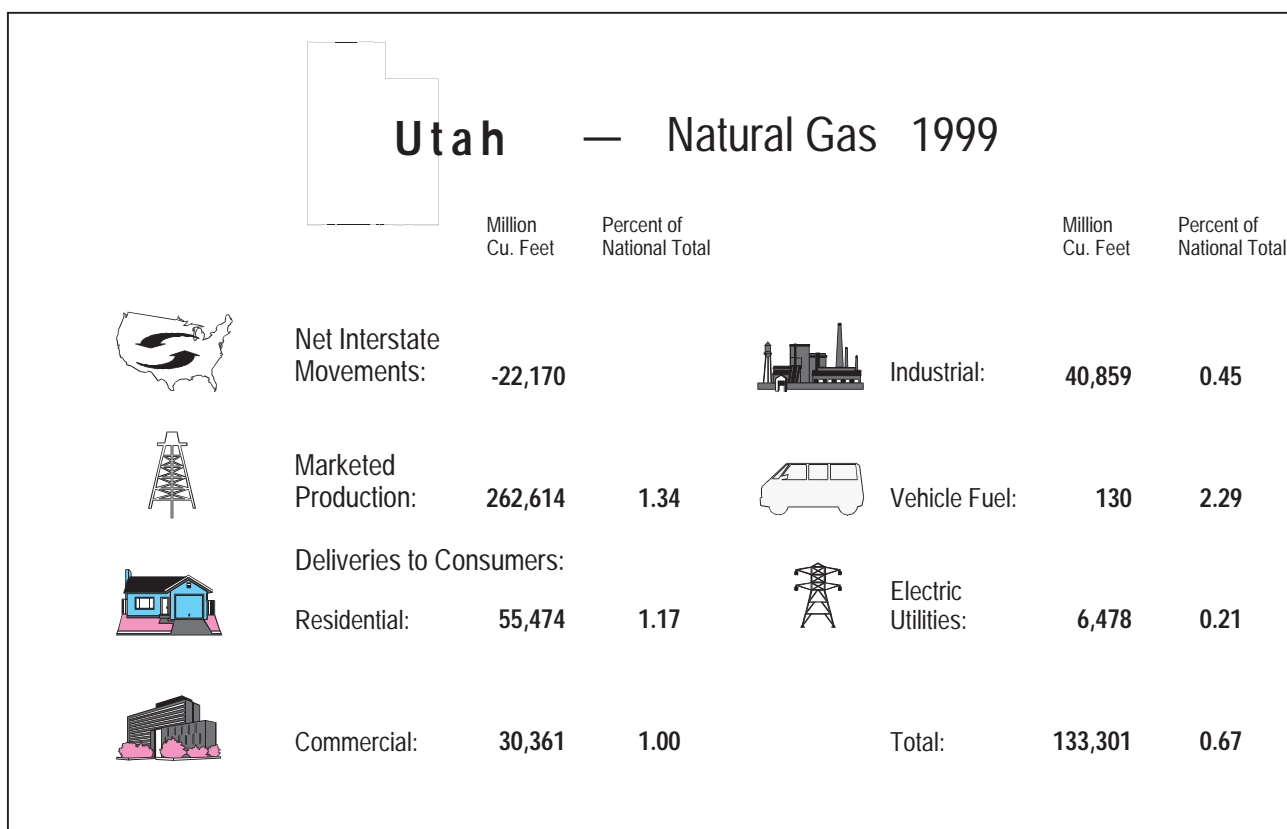 Utah — Natural Gas 1999
Million Cu. Feet Percent of National Total
Net Interstate
Movements: -22,170
Marketed
Production: 262,614 1.34
Deliveries to Consumers:
Residential: 55,474 1.17
Commercial: 30,361 1.00
Million Cu. Feet Percent of National Total
Industrial: 40,859 0.45
Vehicle Fuel: 130 2.29
Electric
Utilities: 6,478 0.21
Total: 133,301 0.67